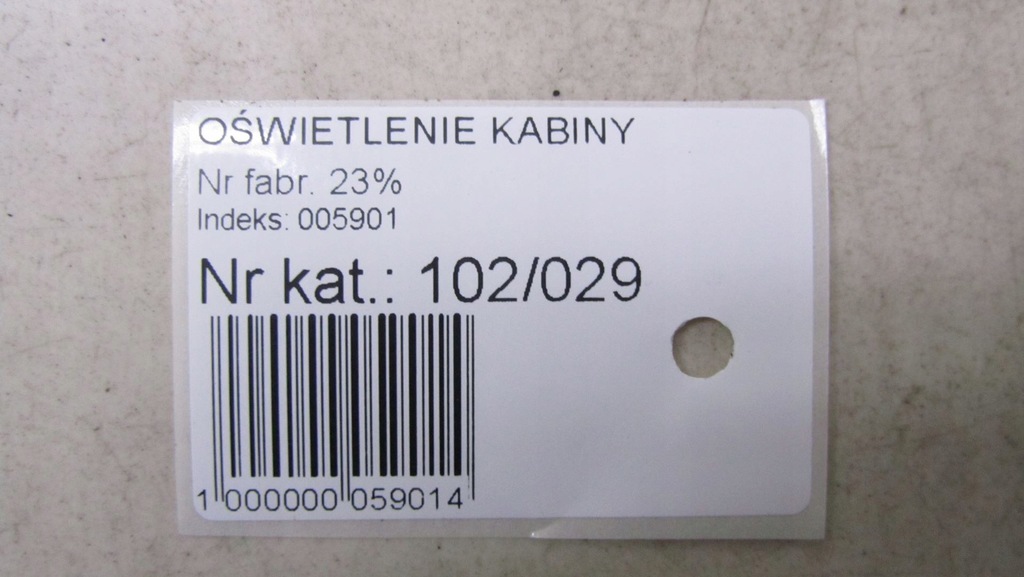 OŚWIETLENIE KABINY
Nr fabr. 23%
Indeks: 005901
Nr kat.: 102/029
1 000000 059014